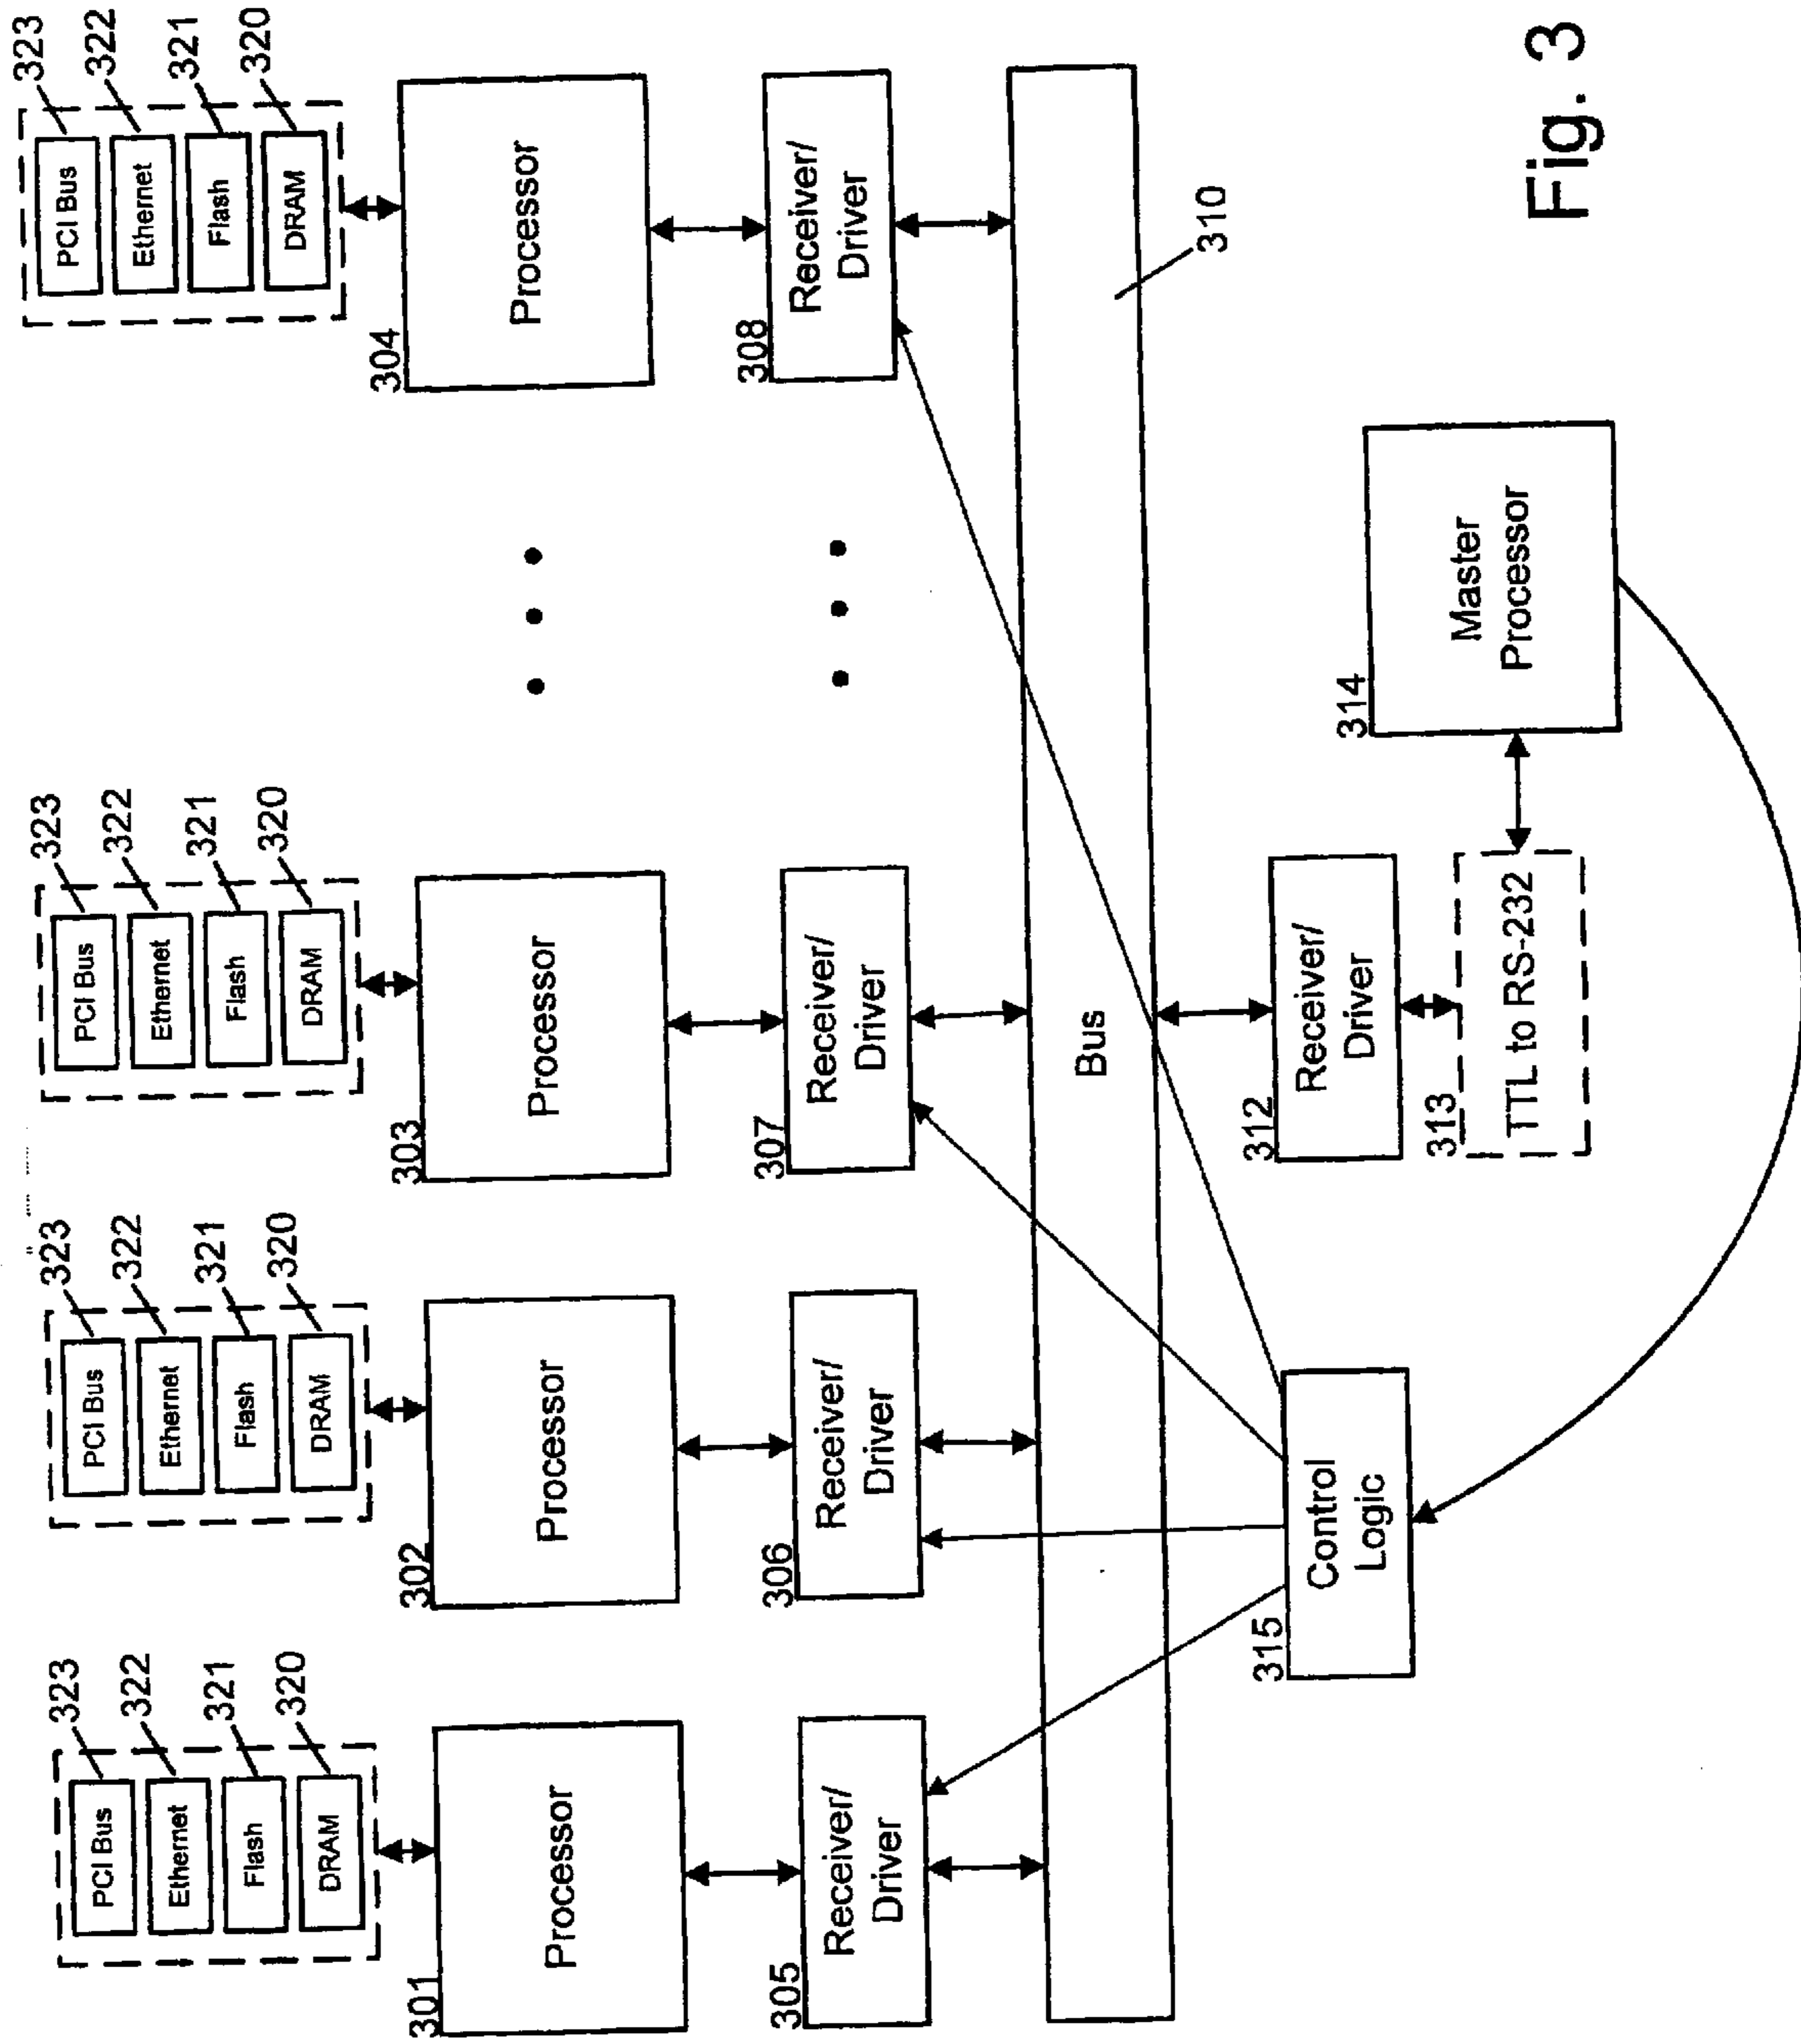 323
322
321
320
323
322
321
320
323
322
321
320
323
322
321
320
PCI Bus
Ethernet
Flash
DRAM
PCI Bus
Ethernet
Flash
DRAM
PCI Bus
Ethernet
Flash
DRAM
PCI Bus
Ethernet
Flash
DRAM
301
Processor
302
Processor
303
Processor
304
Processor
305
Receiver/
Driver
306
Receiver/
Driver
307
Receiver/
Driver
308
Receiver/
Driver
Bus
310
315
Control
Logic
312
Receiver/
Driver
313
TTL to RS-232
314
Master
Processor
Fig. 3